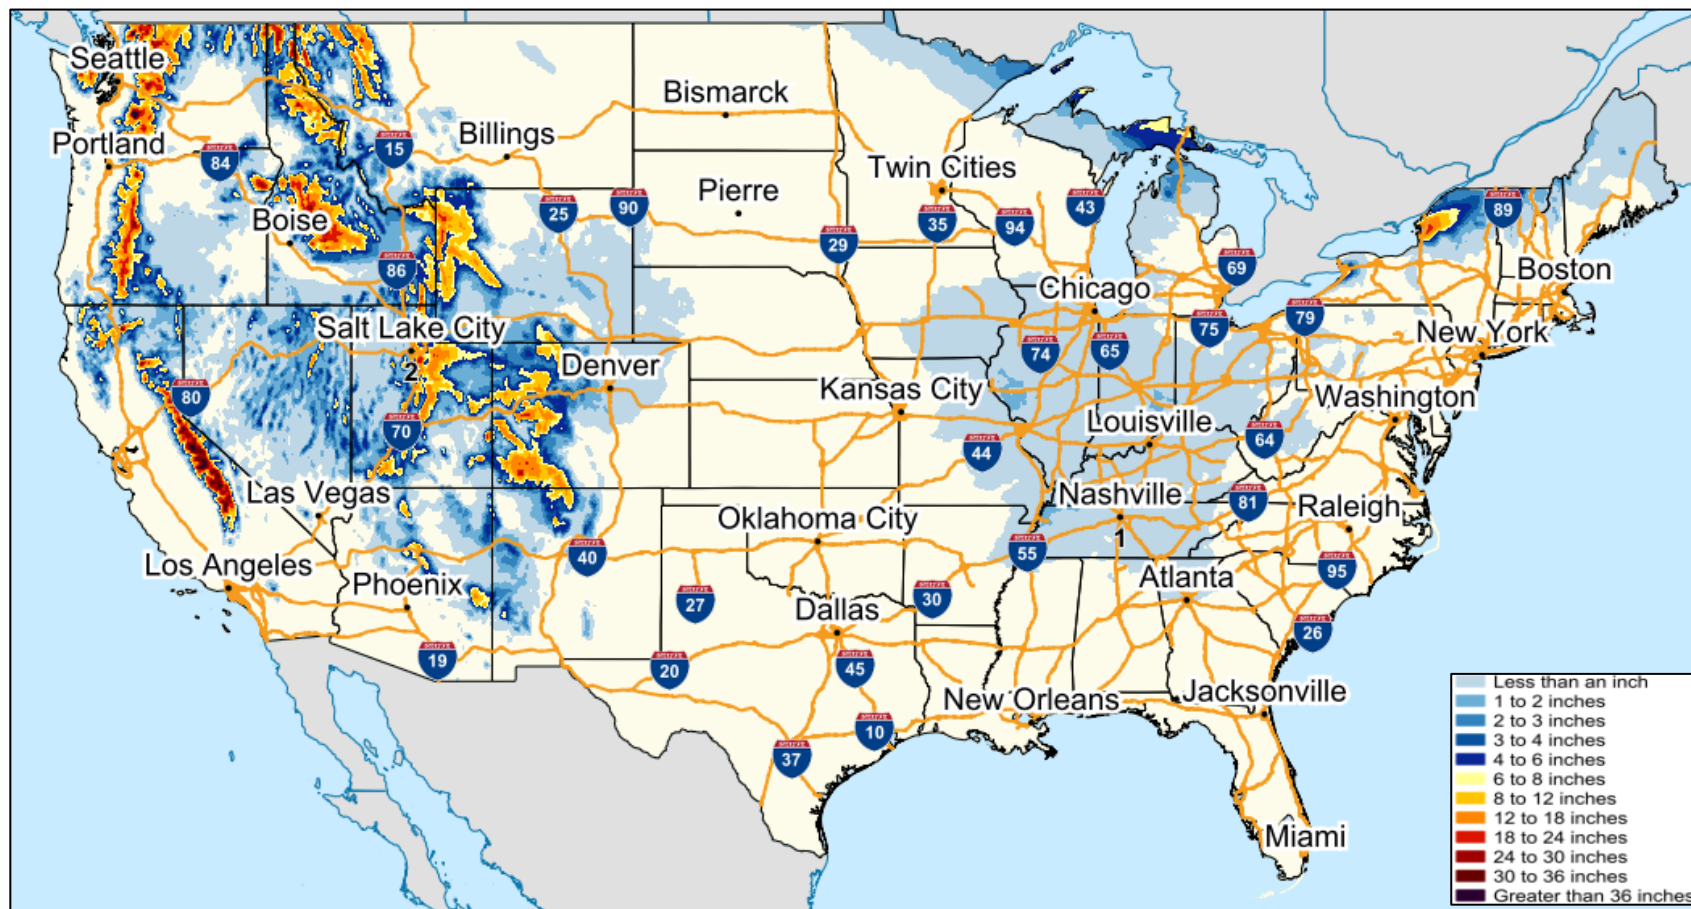 Seattle
Bismarck
Portland
Billings
15
84
Twin Cities
Pierre
Boise
25
90
43
35
94
89
29
86
69
Boston
Chicago
79
Salt Lake City
75
New York
Denver
74
65
2
80
Kansas City
Washington
70
Louisville
64
44
Las Vegas
Nashville
81
Raleigh
Oklahoma City
1
40
55
Los Angeles
Phoenix
Atlanta
95
27
30
Dallas
26
19
20
45
Less than an inch
New Orleans
Jacksonville
1 to 2 inches
2 to 3 inches
10
3 to 4 inches
37
4 to 6 inches
6 to 8 inches
8 to 12 inches
12 to 18 inches
Miami
18 to 24 inches
24 to 30 inches
30 to 36 inches
Greater than 36 inches